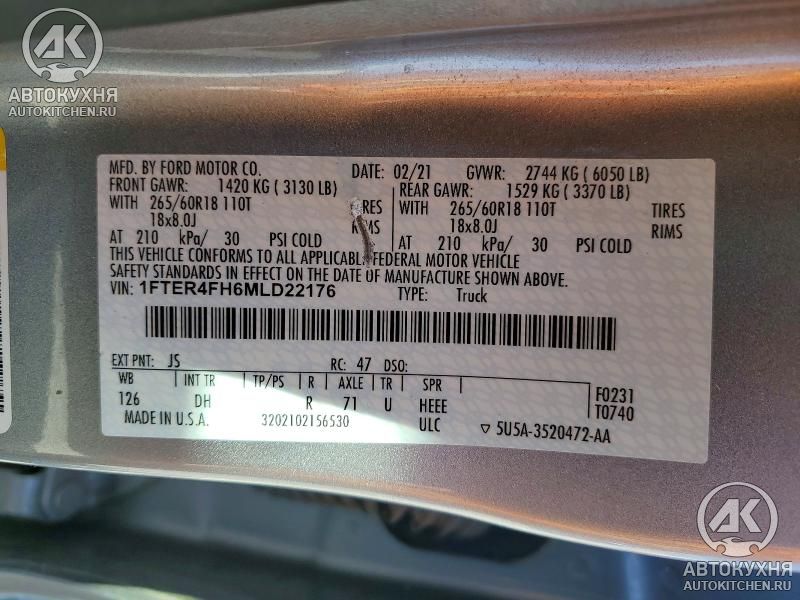 АК
АВТОКУХНЯ
AUTOKITCHEN.RU
MFD. BY FORD MOTOR CO. DATE: 02/21 GVWR: 2744 KG ( 6050 LB)
FRONT GAWR: 1420 KG ( 3130 LB) REAR GAWR: 1529 KG ( 3370 LB)
WITH 265/60R18 110T WITH 265/60R18 110T TIRES
18x8.0J RIMS 18x8.0J RIMS
AT 210 kPa/ 30 PSI COLD AT 210 kPa/ 30 PSI COLD
THIS VEHICLE CONFORMS TO ALL FEDERAL MOTOR VEHICLE
SAFETY STANDARDS IN EFFECT ON THE DATE OF MANUFACTURE SHOWN ABOVE.
VIN: 1FTER4FH6MLD22176 TYPE: Truck
EXT PNT: JS RC: 47 DSO:
WB INT TR TP/PS R AXLE TR SPR F0231
126 DH R 71 U HEEE T0740
MADE IN U.S.A. 3202102156530 ULC ▽ 5U5A-3520472-AA
АК
АВТОКУХНЯ
AUTOKITCHEN.RU